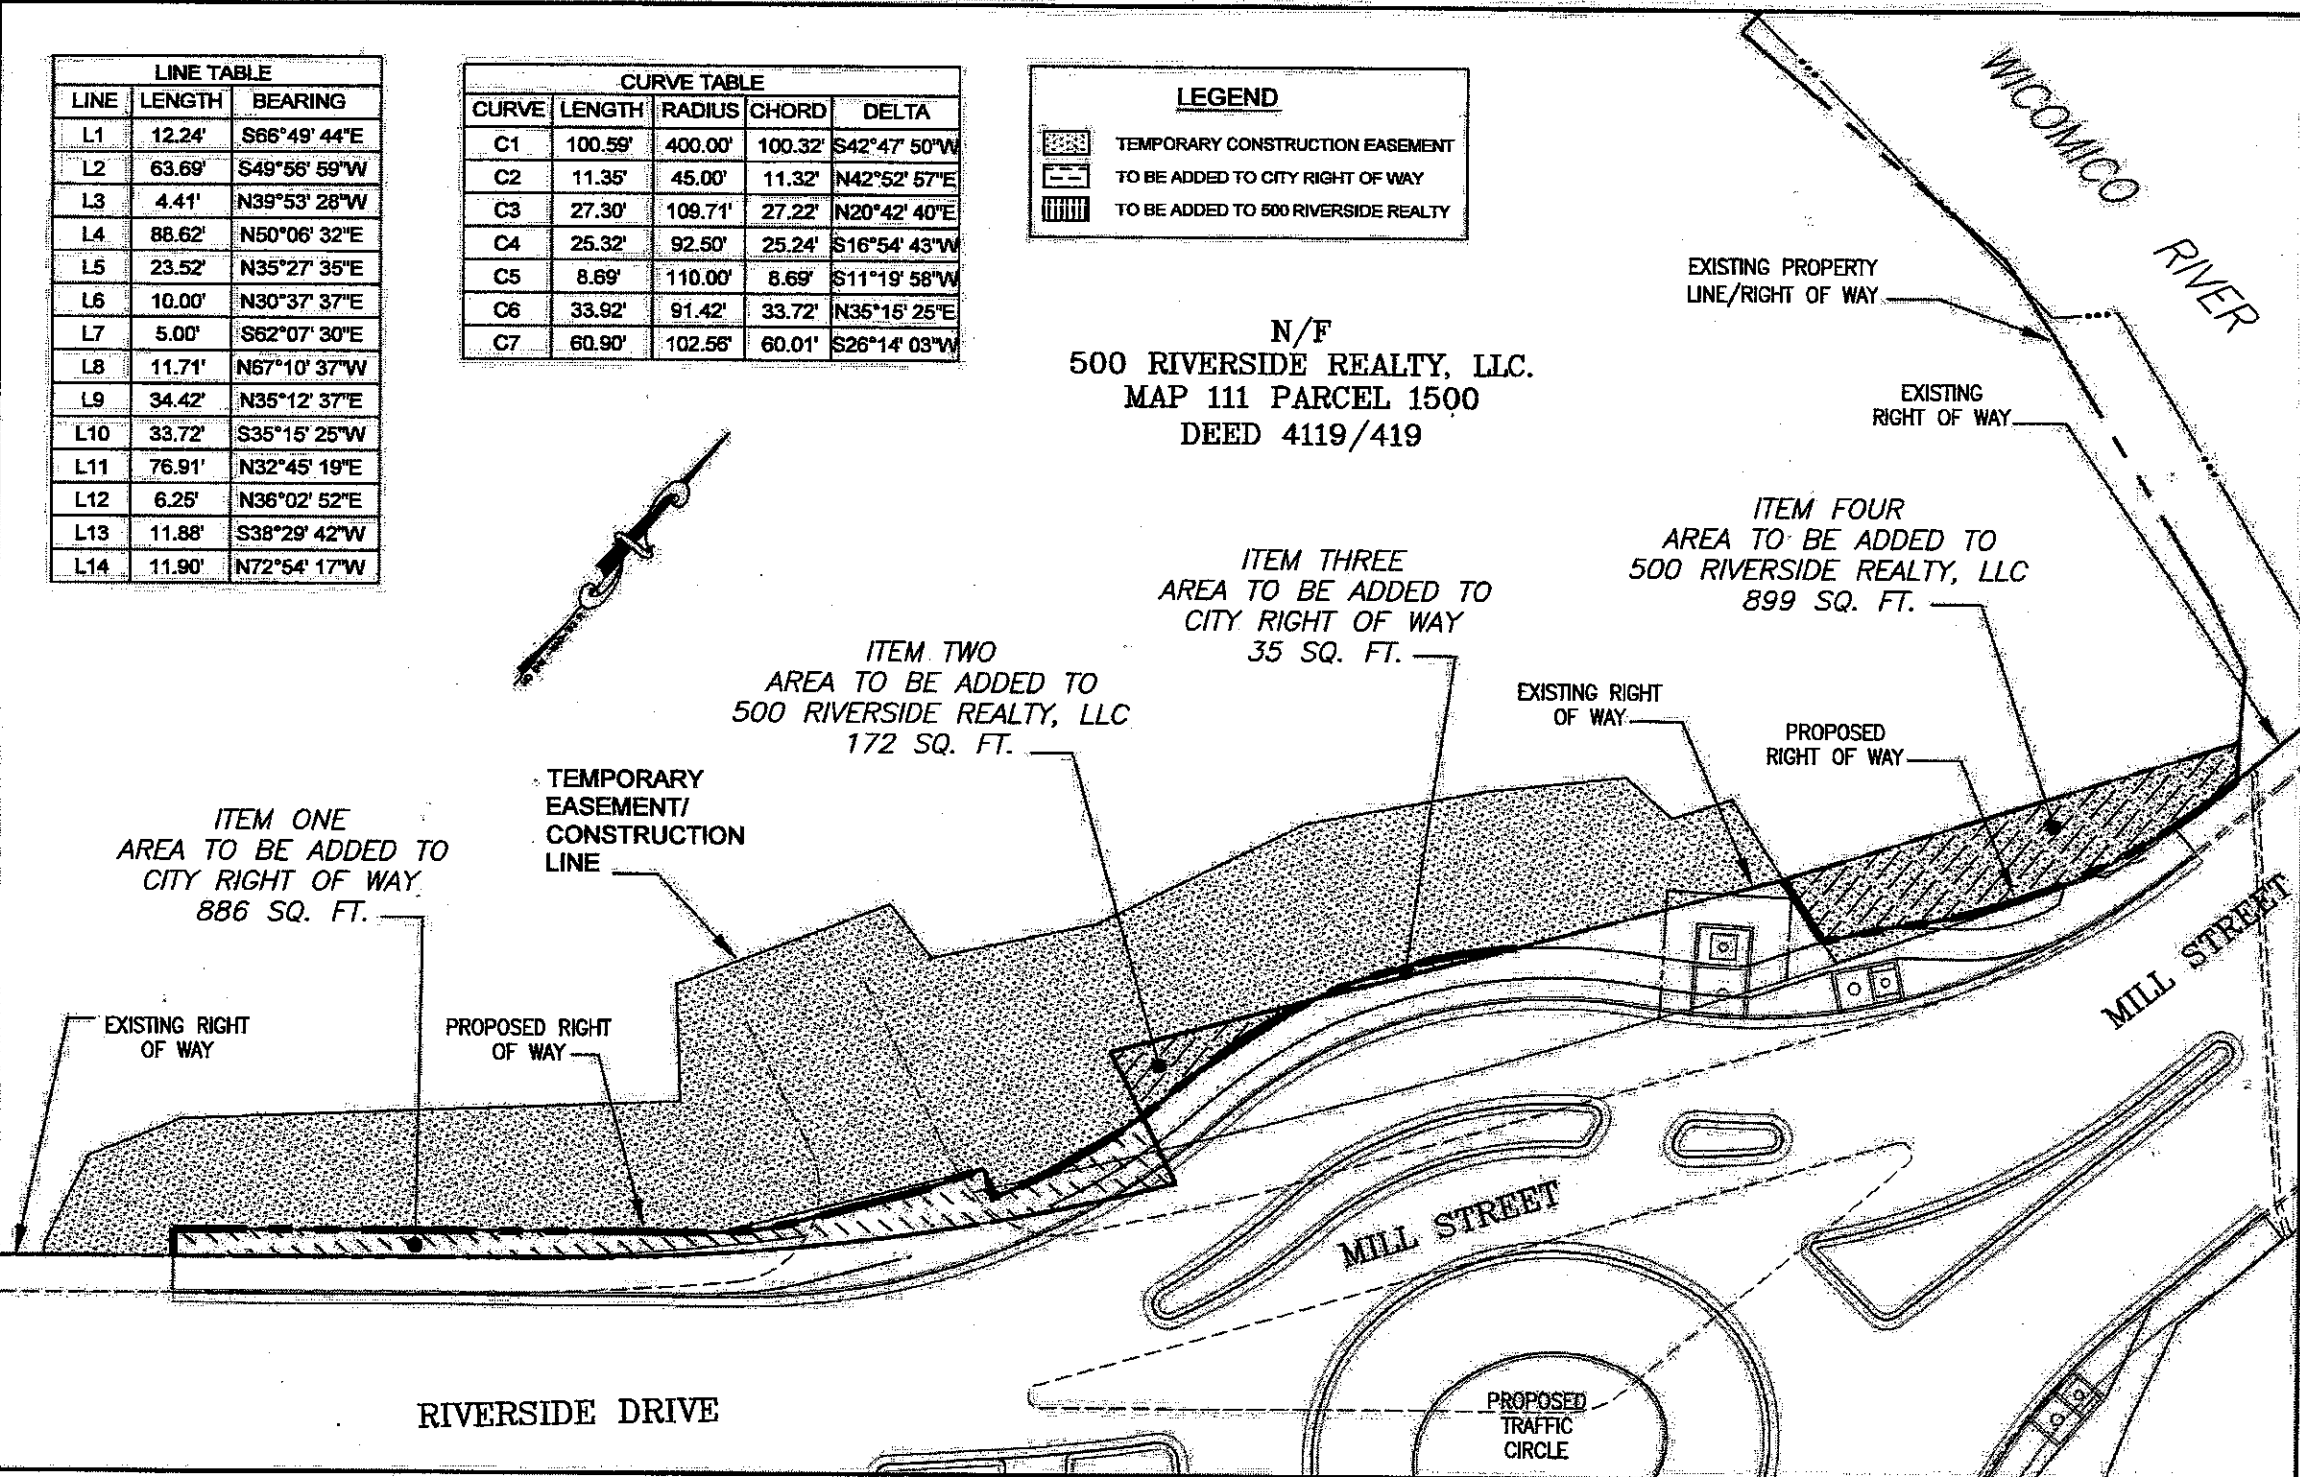 LINE TABLE
LINE LENGTH BEARING
L1 12.24' S66°49' 44"E
L2 63.69' S49°56' 59"W
L3 4.41' N39°53' 28"W
L4 88.62' N50°06' 32"E
L5 23.52' N35°27' 35"E
L6 10.00' N30°37' 37"E
L7 5.00' S62°07' 30"E
L8 11.71' N67°10' 37"W
L9 34.42' N35°12' 37"E
L10 33.72' S35°15' 25"W
L11 76.91' N32°45' 19"E
L12 6.25' N36°02' 52"E
L13 11.88' S38°29' 42"W
L14 11.90' N72°54' 17"W
CURVE TABLE
CURVE LENGTH RADIUS CHORD DELTA
C1 100.59' 400.00' 100.32' S42°47' 50"W
C2 11.35' 45.00' 11.32' N42°52' 57"E
C3 27.30' 109.71' 27.22' N20°42' 40"E
C4 25.32' 92.50' 25.24' S16°54' 43"W
C5 8.69' 110.00' 8.69' S11°19' 58"W
C6 33.92' 91.42' 33.72' N35°15' 25"E
C7 60.90' 102.56' 60.01' S26°14' 03"W
LEGEND
TEMPORARY CONSTRUCTION EASEMENT
TO BE ADDED TO CITY RIGHT OF WAY
TO BE ADDED TO 500 RIVERSIDE REALTY
WICOMICO RIVER
N/F
500 RIVERSIDE REALTY, LLC.
MAP 111 PARCEL 1500
DEED 4119/419
EXISTING PROPERTY
LINE/RIGHT OF WAY
EXISTING
RIGHT OF WAY
ITEM FOUR
AREA TO BE ADDED TO
500 RIVERSIDE REALTY, LLC
899 SQ. FT.
ITEM THREE
AREA TO BE ADDED TO
CITY RIGHT OF WAY
35 SQ. FT.
ITEM TWO
AREA TO BE ADDED TO
500 RIVERSIDE REALTY, LLC
172 SQ. FT.
EXISTING RIGHT
OF WAY
PROPOSED
RIGHT OF WAY
TEMPORARY
EASEMENT/
CONSTRUCTION
LINE
ITEM ONE
AREA TO BE ADDED TO
CITY RIGHT OF WAY
886 SQ. FT.
EXISTING RIGHT
OF WAY
PROPOSED RIGHT
OF WAY
MILL STREET
MILL STREET
RIVERSIDE DRIVE
PROPOSED
TRAFFIC
CIRCLE